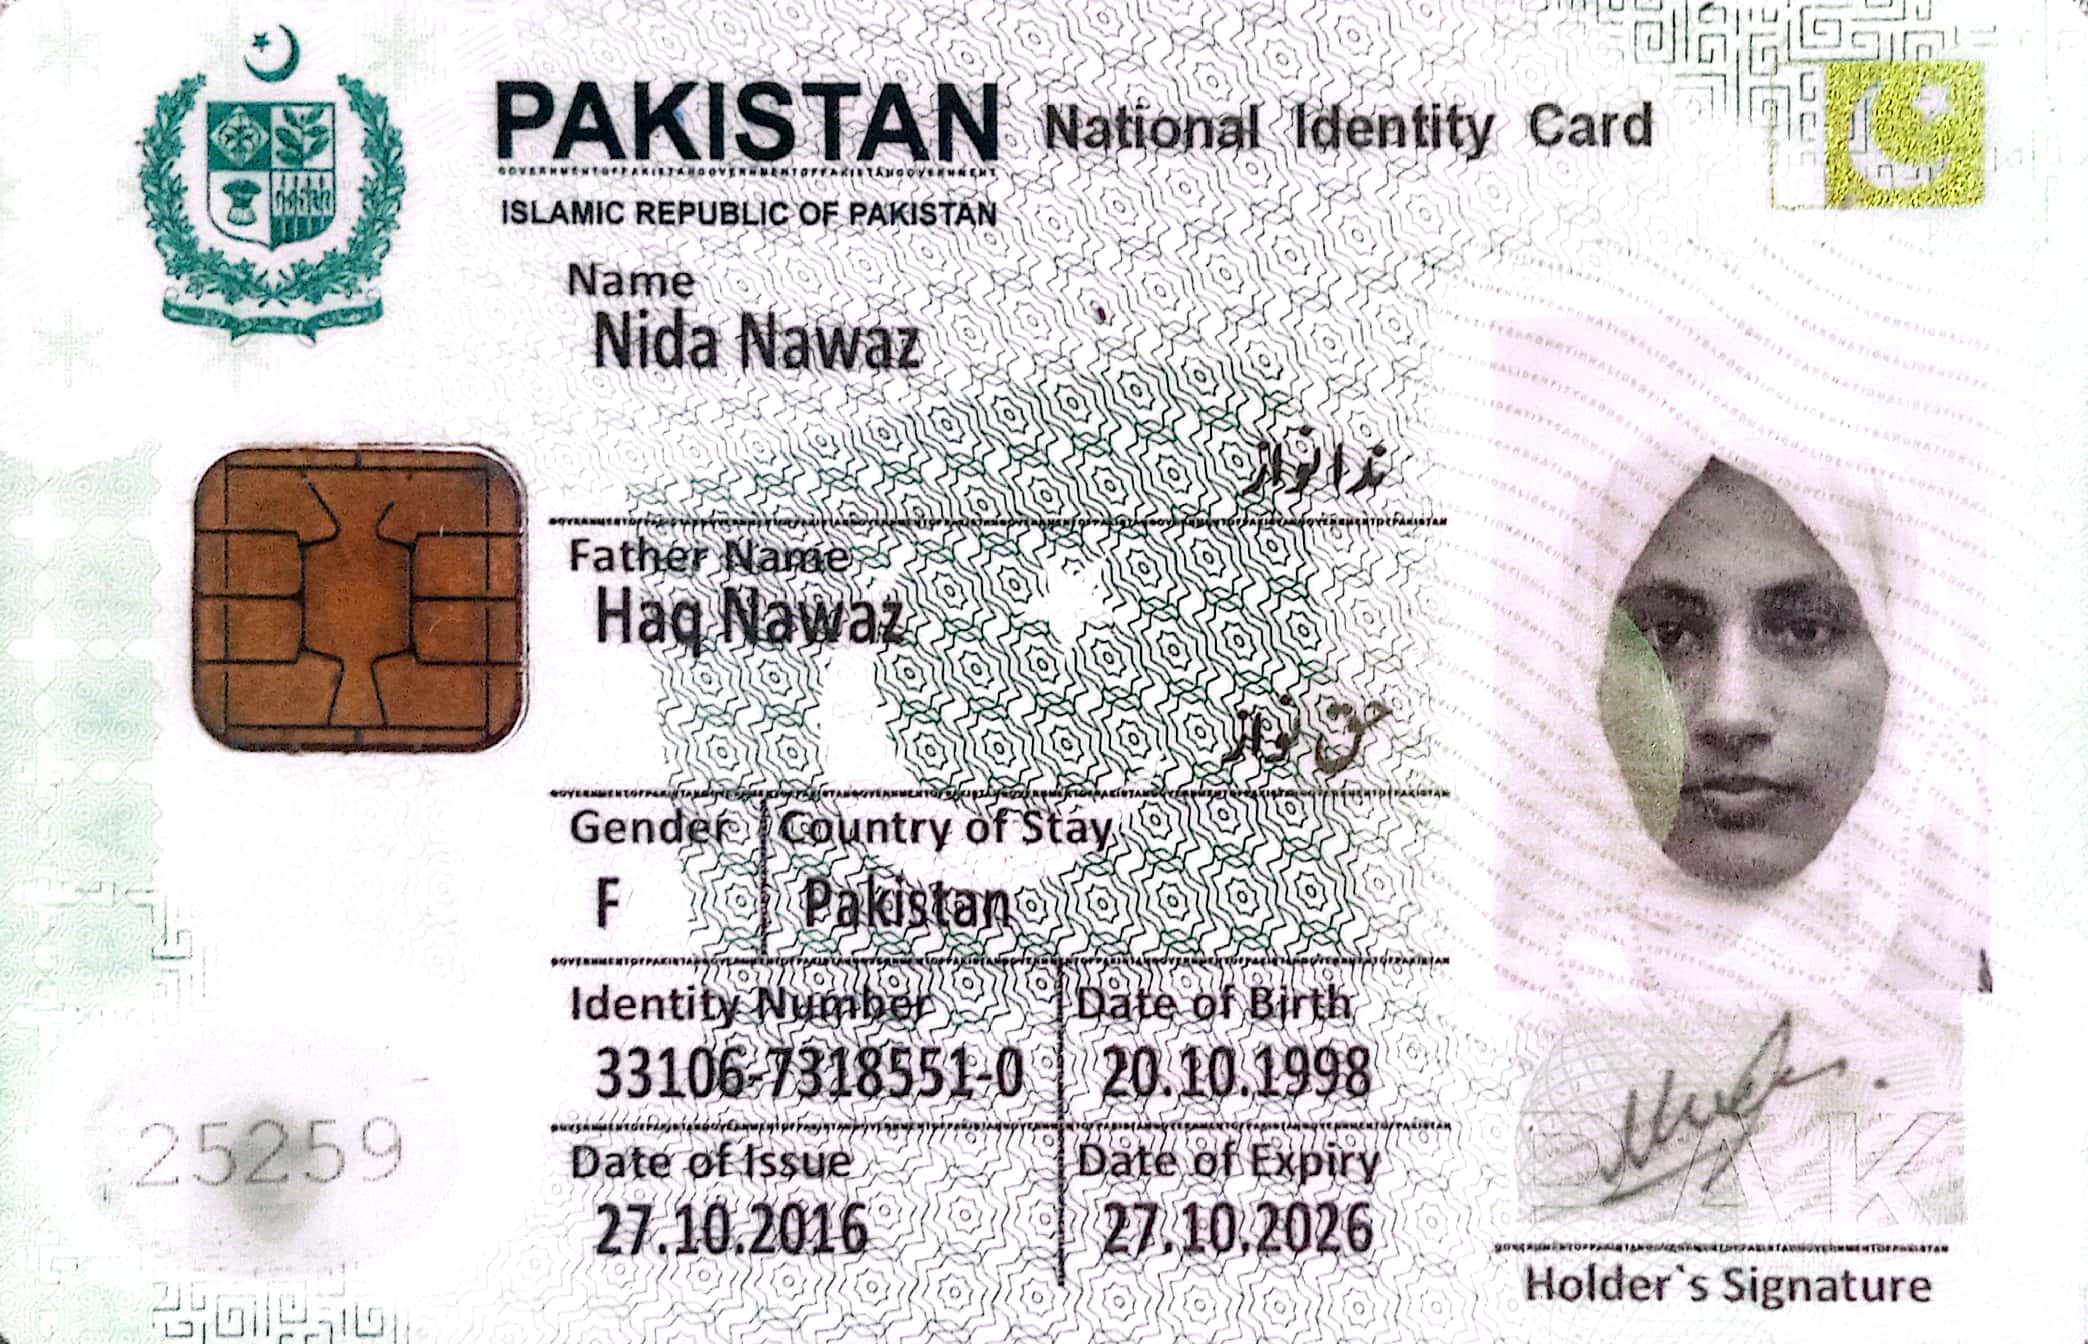 PAKISTAN National Identity Card
ISLAMIC REPUBLIC OF PAKISTAN
Name
Nida Nawaz
ندا نواز
Father Name
Haq Nawaz
حق نواز
Gender Country of Stay
F Pakistan
Identity Number Date of Birth
33106-7318551-0 20.10.1998
Date of Issue Date of Expiry
27.10.2016 27.10.2026
25259
PAK
Holder`s Signature